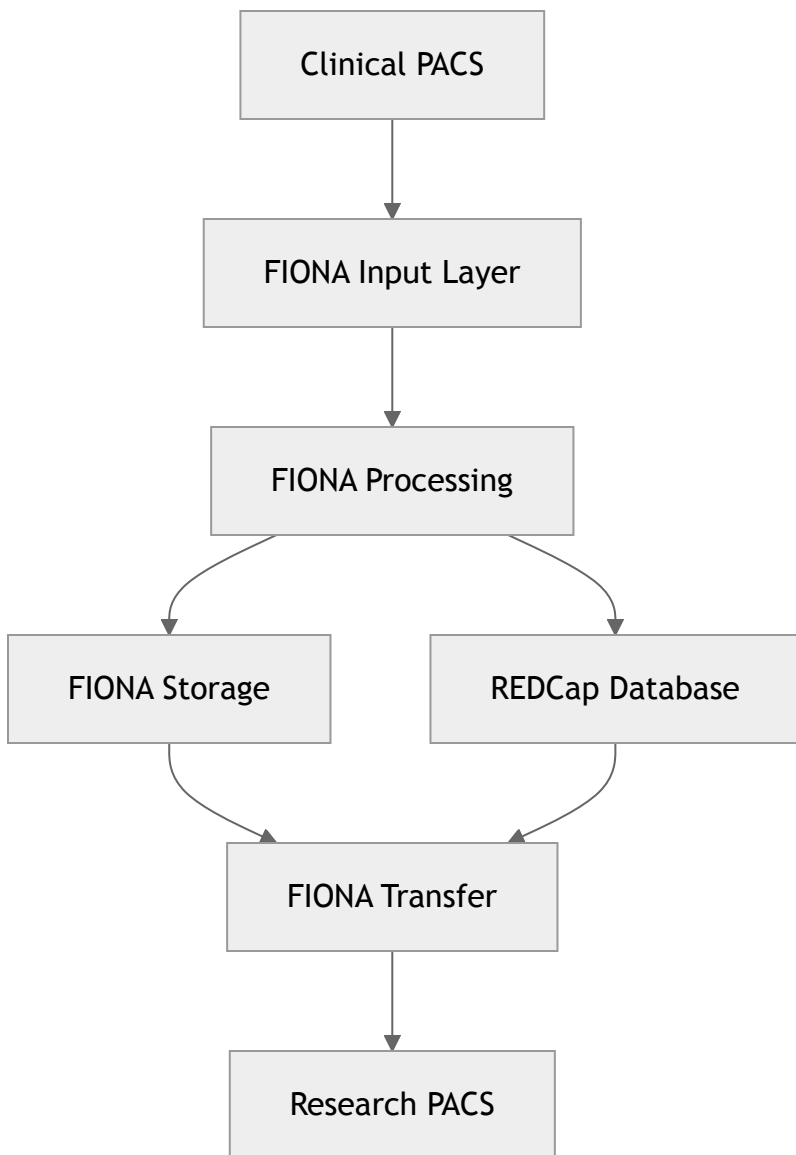 Clinical PACS
FIONA Input Layer
FIONA Processing
FIONA Storage
REDCap Database
FIONA Transfer
Research PACS